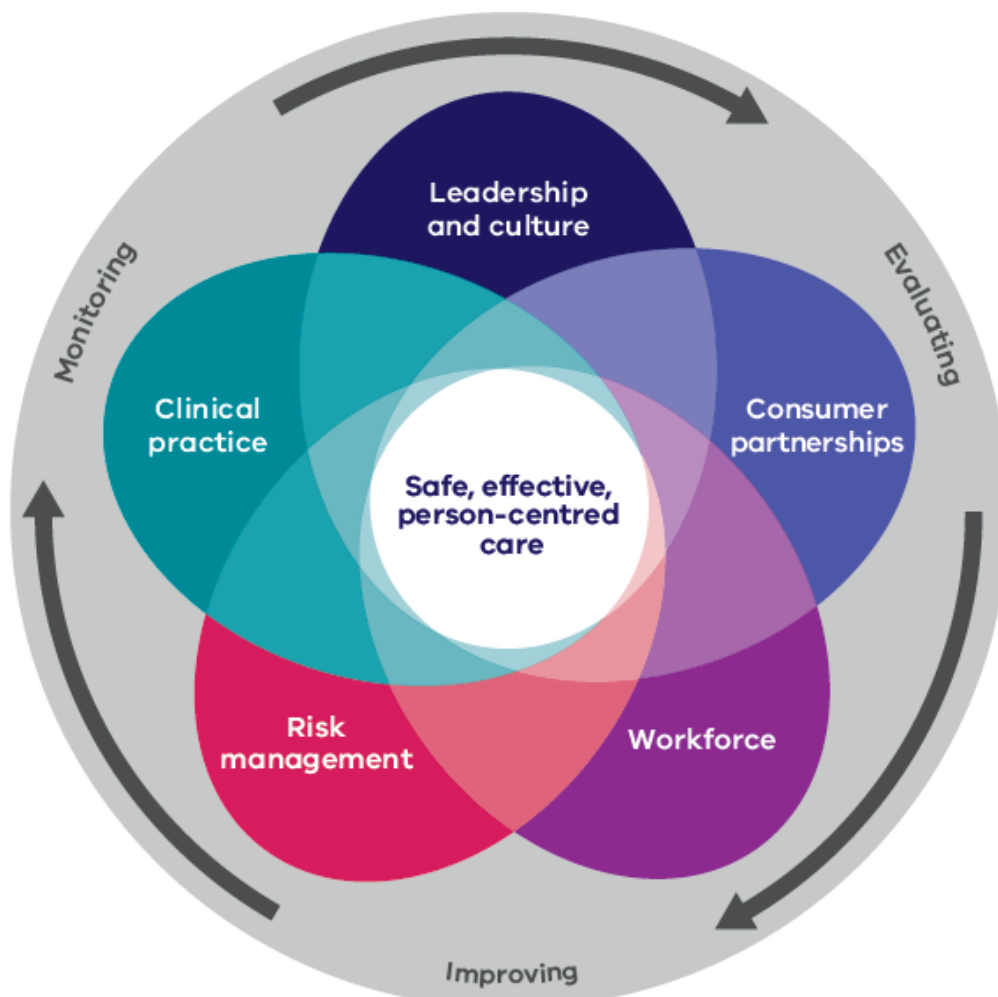 Leadership
and culture
Monitoring
Evaluating
Clinical
practice
Consumer
partnerships
Safe, effective,
person-centred
care
Risk
management
Workforce
Improving